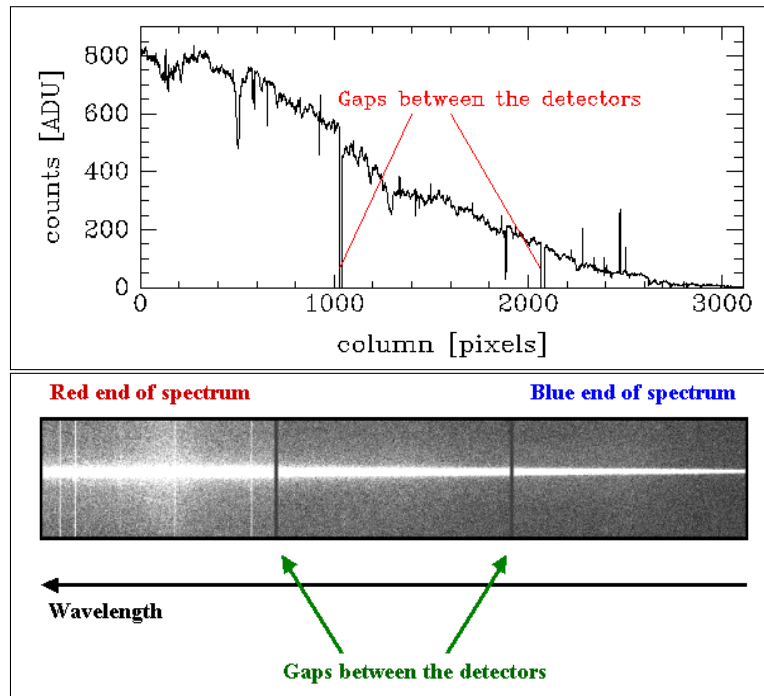 800
600
400
200
0
counts [ADU]
Gaps between the detectors
0 1000 2000 3000
column [pixels]
Red end of spectrum Blue end of spectrum
Wavelength
Gaps between the detectors